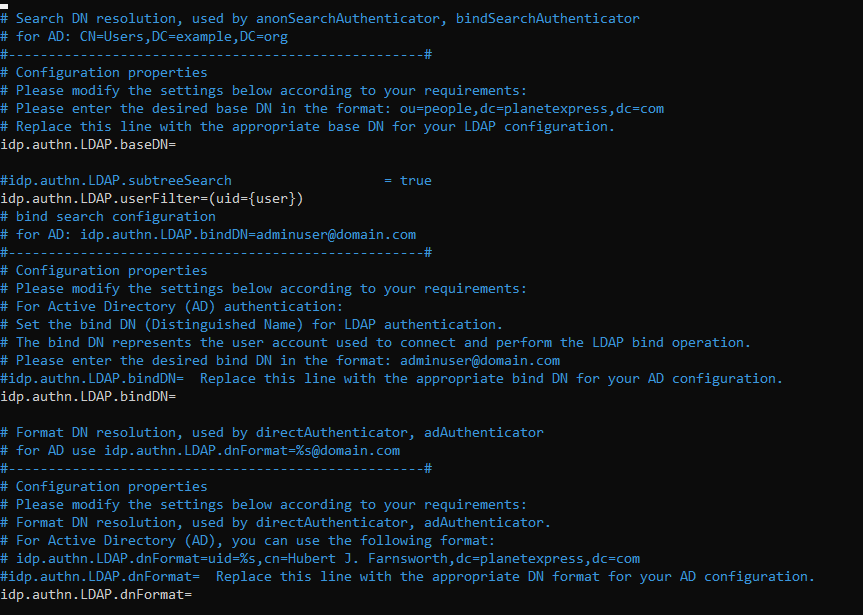 # Search DN resolution, used by anonSearchAuthenticator, bindSearchAuthenticator
# for AD: CN=Users,DC=example,DC=org
#----------------------------------------------------#
# Configuration properties
# Please modify the settings below according to your requirements:
# Please enter the desired base DN in the format: ou=people,dc=planetexpress,dc=com
# Replace this line with the appropriate base DN for your LDAP configuration.
idp.authn.LDAP.baseDN=
#idp.authn.LDAP.subtreeSearch                   = true
idp.authn.LDAP.userFilter=(uid={user})
# bind search configuration
# for AD: idp.authn.LDAP.bindDN=adminuser@domain.com
#----------------------------------------------------#
# Configuration properties
# Please modify the settings below according to your requirements:
# For Active Directory (AD) authentication:
# Set the bind DN (Distinguished Name) for LDAP authentication.
# The bind DN represents the user account used to connect and perform the LDAP bind operation.
# Please enter the desired bind DN in the format: adminuser@domain.com
#idp.authn.LDAP.bindDN=  Replace this line with the appropriate bind DN for your AD configuration.
idp.authn.LDAP.bindDN=
# Format DN resolution, used by directAuthenticator, adAuthenticator
# for AD use idp.authn.LDAP.dnFormat=%s@domain.com
#----------------------------------------------------#
# Configuration properties
# Please modify the settings below according to your requirements:
# Format DN resolution, used by directAuthenticator, adAuthenticator.
# For Active Directory (AD), you can use the following format:
# idp.authn.LDAP.dnFormat=uid=%s,cn=Hubert J. Farnsworth,dc=planetexpress,dc=com
#idp.authn.LDAP.dnFormat=  Replace this line with the appropriate DN format for your AD configuration.
idp.authn.LDAP.dnFormat=